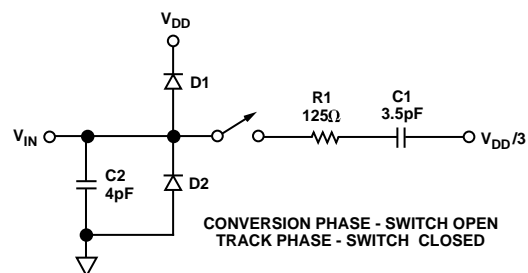 VDD
D1
R1
125Ω
C1
3.5pF
VIN
VDD/3
C2
4pF
D2
CONVERSION PHASE - SWITCH OPEN
TRACK PHASE - SWITCH CLOSED